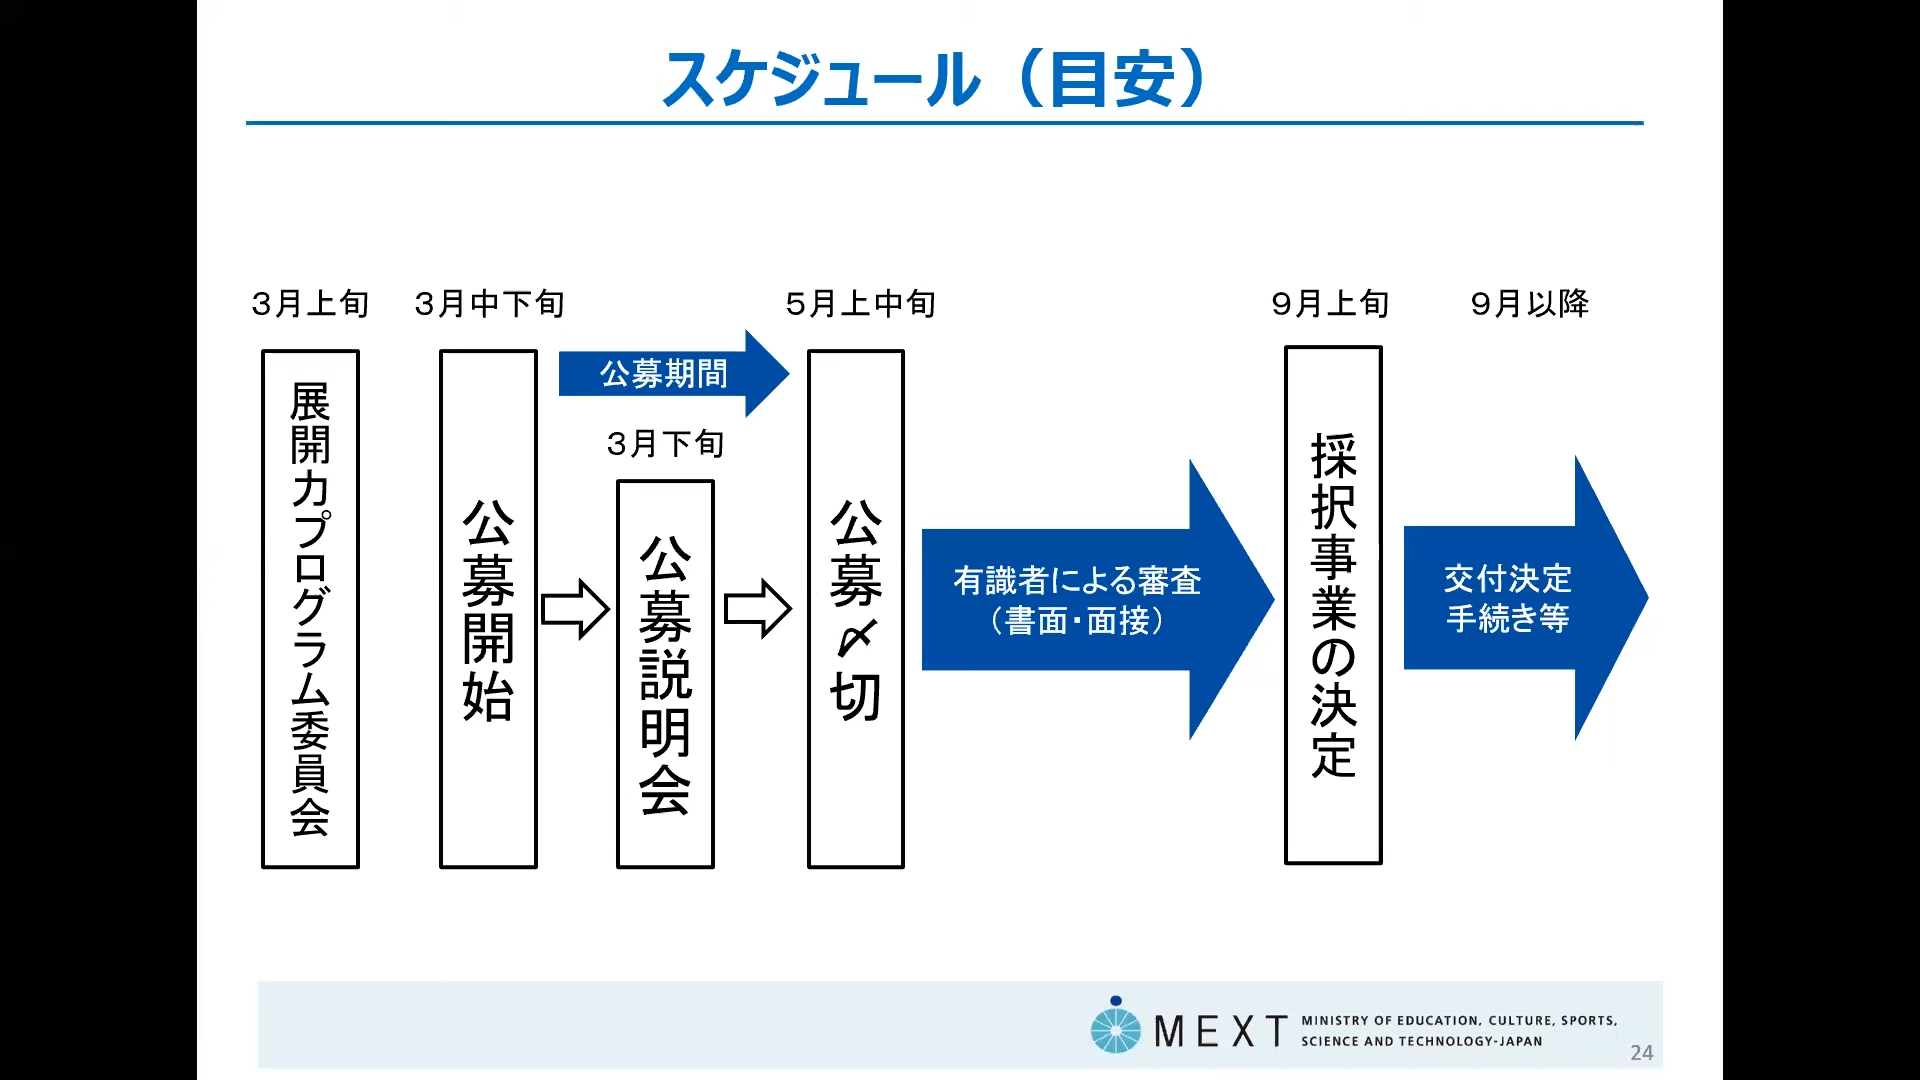 スケジュール（目安）
３月上旬
展開力プログラム委員会
３月中下旬
公募開始
公募期間
３月下旬
公募説明会
５月上中旬
公募〆切
有識者による審査
（書面・面接）
９月上旬
採択事業の決定
９月以降
交付決定
手続き等
MEXT
MINISTRY OF EDUCATION, CULTURE, SPORTS,
SCIENCE AND TECHNOLOGY-JAPAN
24